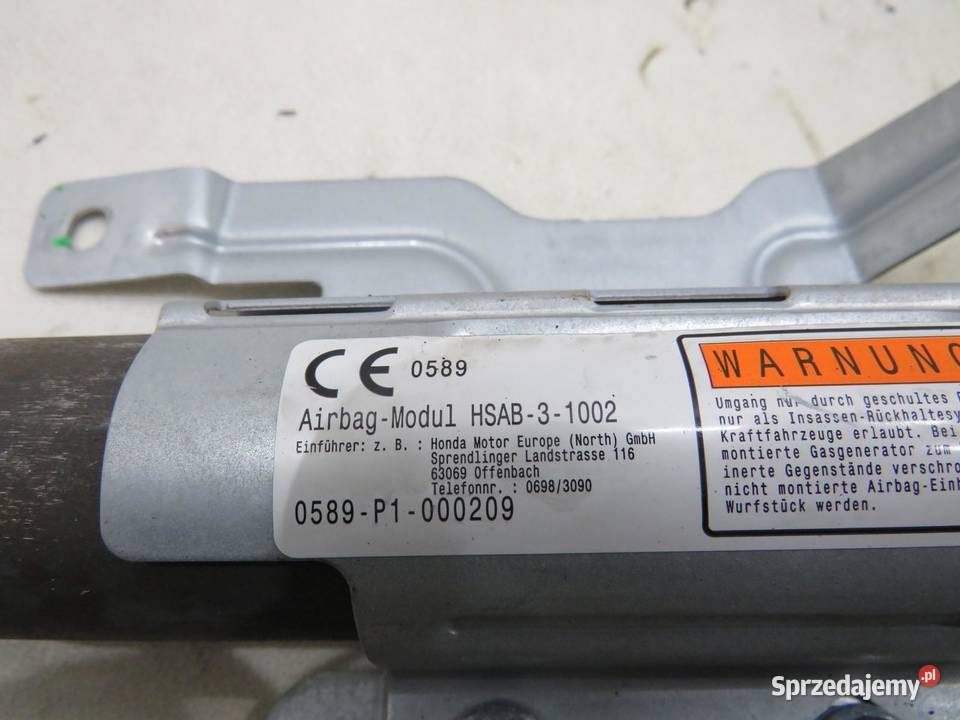 CE 0589
Airbag-Modul HSAB-3-1002
Einführer: z. B. : Honda Motor Europe (North) GmbH
Sprendlinger Landstrasse 116
63069 Offenbach
Telefonnr. : 0698/3090
0589-P1-000209
WARNUNG
Umgang nur durch geschultes
nur als Insassen-Rückhaltesy
Kraftfahrzeuge erlaubt. Bei
montierte Gasgenerator zum
inerte Gegenstände verschro
nicht montierte Airbag-Einh
Wurfstück werden.
Sprzedajemy.pl